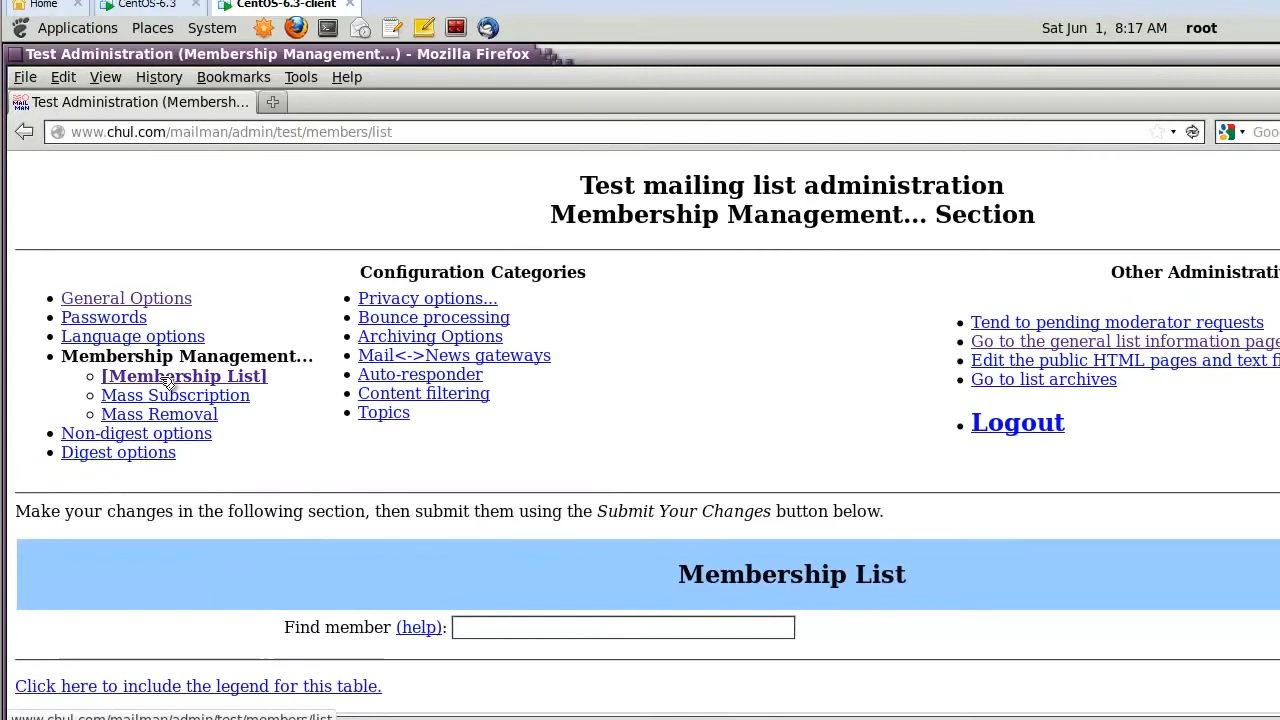 Home CentOS-6.3 CentOS-6.3-client
Applications Places System Sat Jun 1, 8:17 AM root
Test Administration (Membership Management...) - Mozilla Firefox
File Edit View History Bookmarks Tools Help
MAIL MAN Test Administration (Membersh...
www.chul.com/mailman/admin/test/members/list Goo
Test mailing list administration
Membership Management... Section
Configuration Categories
Other Administrati
General Options
Passwords
Language options
Membership Management...
[Membership List]
Mass Subscription
Mass Removal
Non-digest options
Digest options
Privacy options...
Bounce processing
Archiving Options
Mail<->News gateways
Auto-responder
Content filtering
Topics
Tend to pending moderator requests
Go to the general list information page
Edit the public HTML pages and text fi
Go to list archives
Logout
Make your changes in the following section, then submit them using the Submit Your Changes button below.
Membership List
Find member (help):
Click here to include the legend for this table.
www.chul.com/mailman/admin/test/members/list